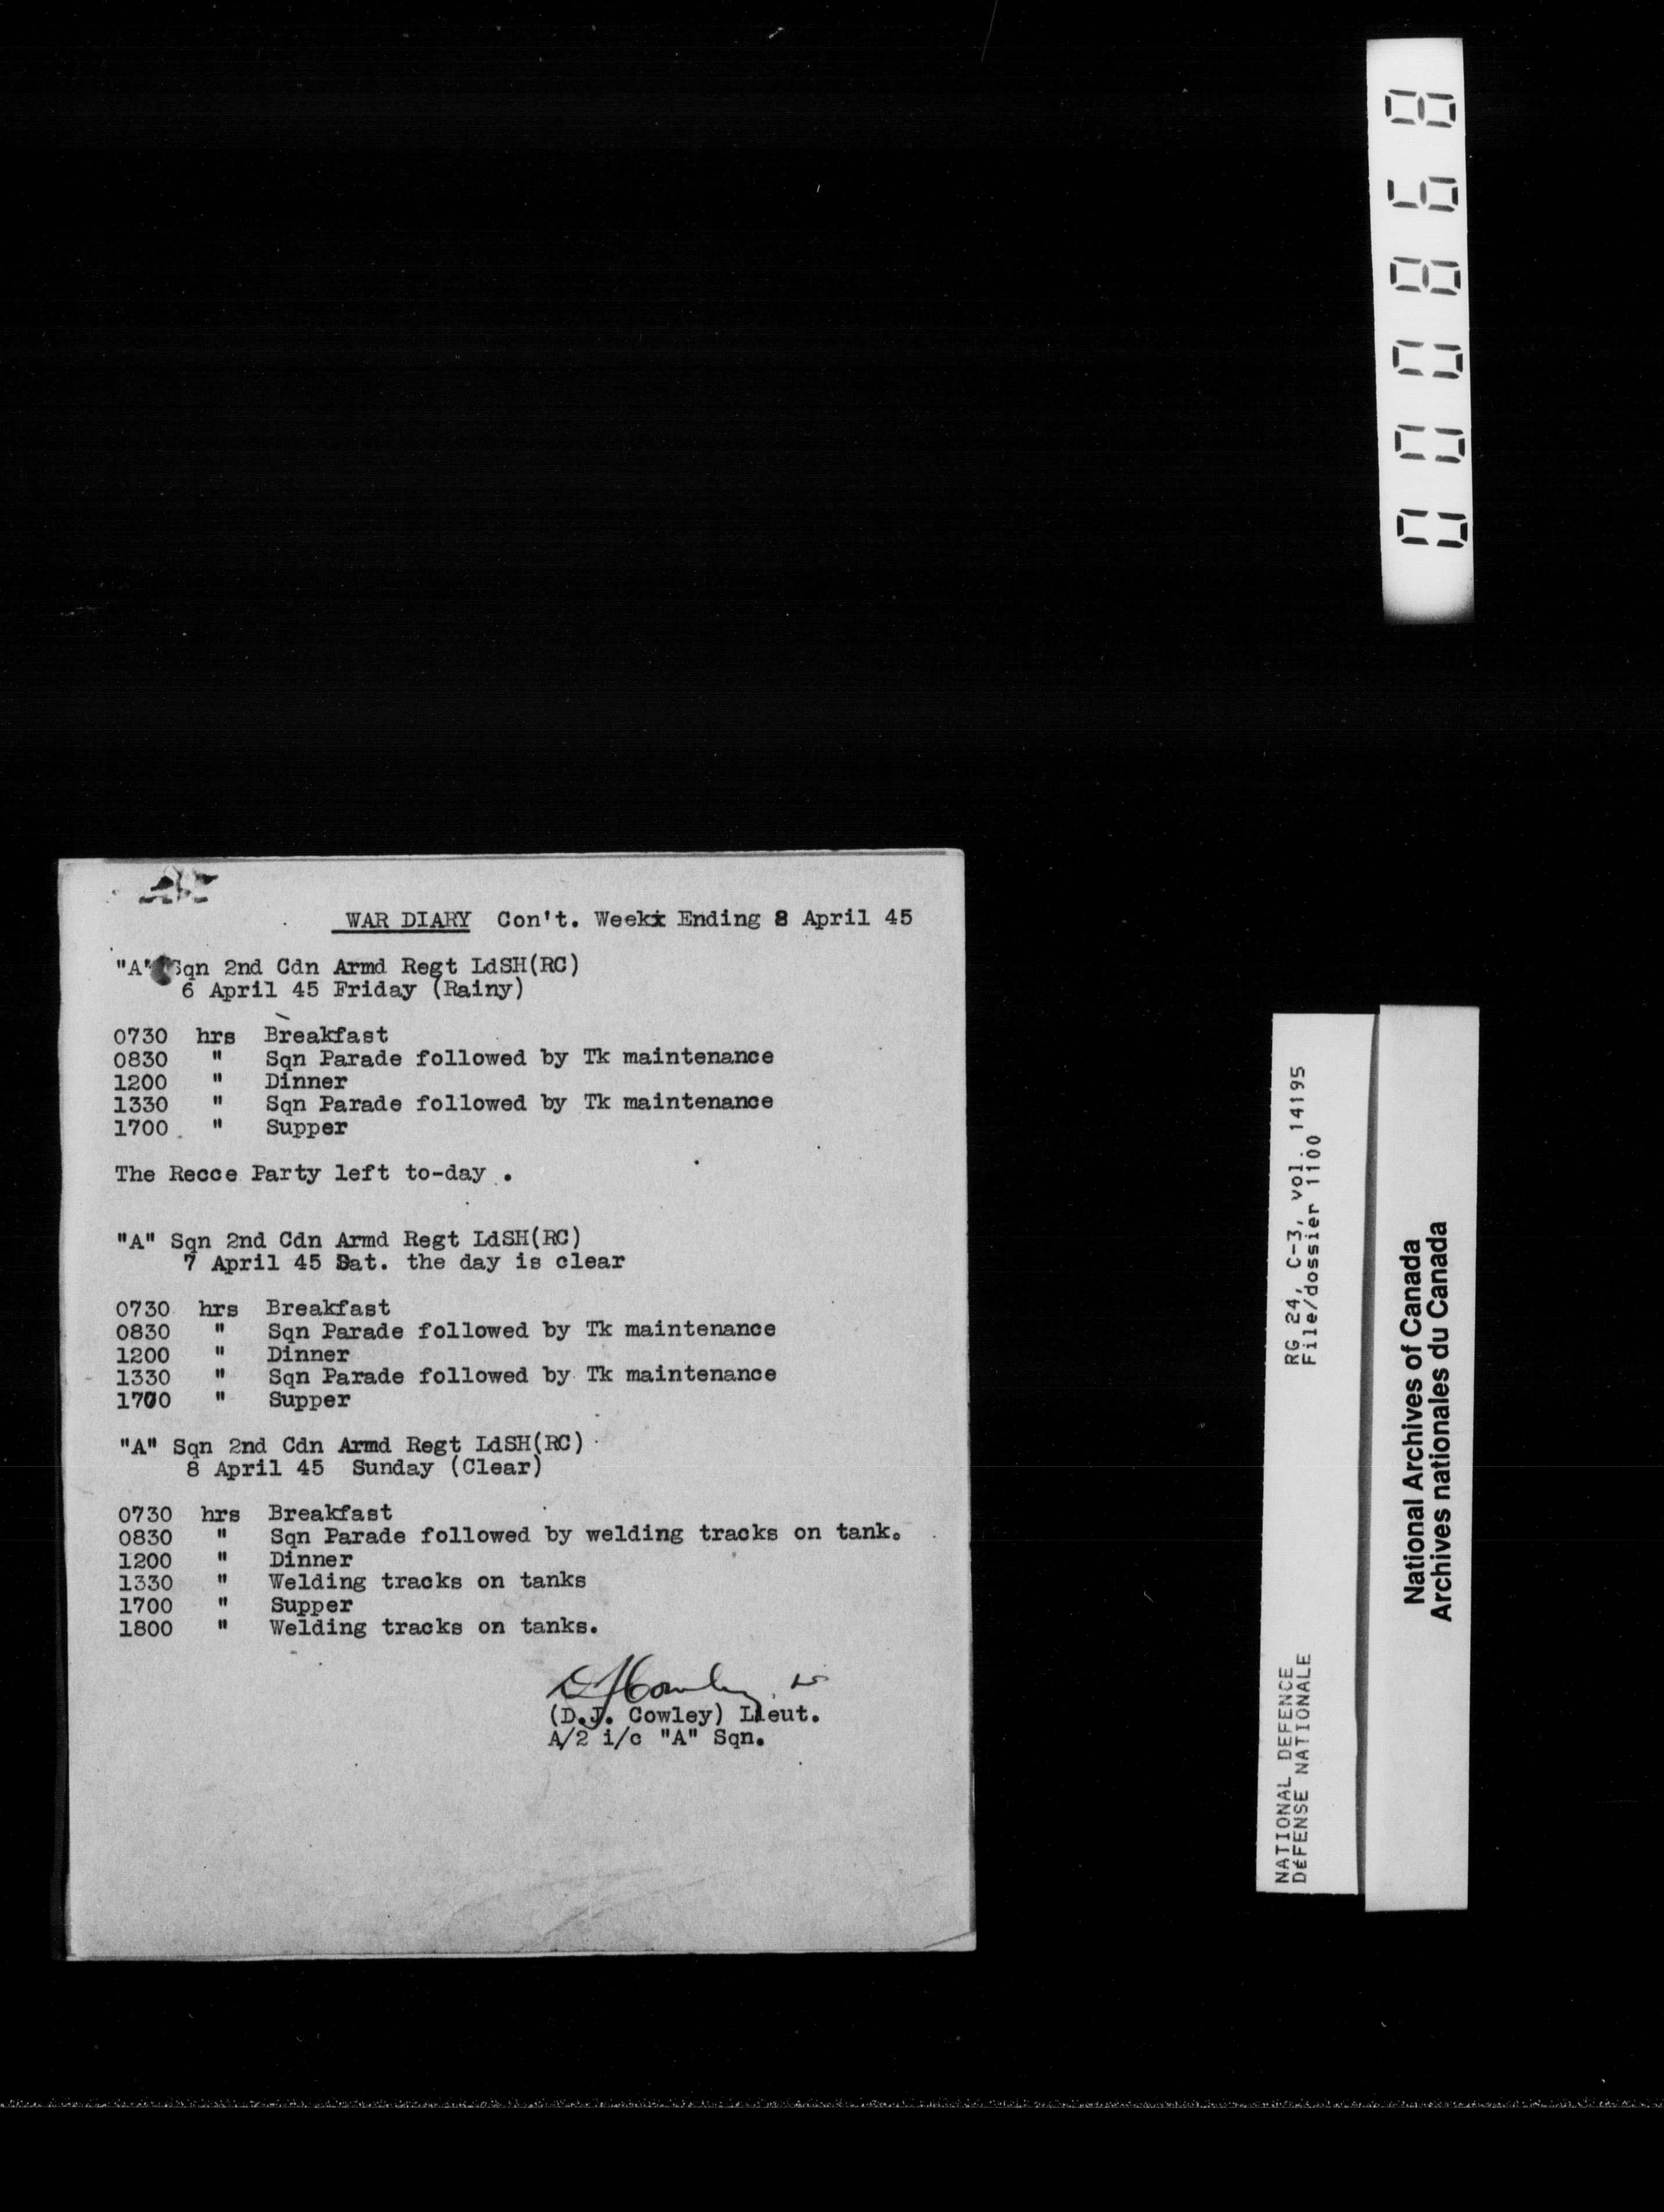 WAR DIARY Con't. Weekx Ending 8 April 45
"A" Sqn 2nd Cdn Armd Regt LdSH(RC)
6 April 45 Friday (Rainy)
0730 hrs Breakfast
0830 " Sqn Parade followed by Tk maintenance
1200 " Dinner
1330 " Sqn Parade followed by Tk maintenance
1700 " Supper
The Recce Party left to-day .
"A" Sqn 2nd Cdn Armd Regt LdSH(RC)
7 April 45 Sat. the day is clear
0730 hrs Breakfast
0830 " Sqn Parade followed by Tk maintenance
1200 " Dinner
1330 " Sqn Parade followed by Tk maintenance
1700 " Supper
"A" Sqn 2nd Cdn Armd Regt LdSH(RC)
8 April 45 Sunday (Clear)
0730 hrs Breakfast
0830 " Sqn Parade followed by welding tracks on tank.
1200 " Dinner
1330 " Welding tracks on tanks
1700 " Supper
1800 " Welding tracks on tanks.
DJ Cowley Lt
(D.J. Cowley) Lieut.
A/2 i/c "A" Sqn.
000868
NATIONAL DEFENCE RG 24, C-3, vol. 14195
DÉFENSE NATIONALE File/dossier 1100
National Archives of Canada
Archives nationales du Canada